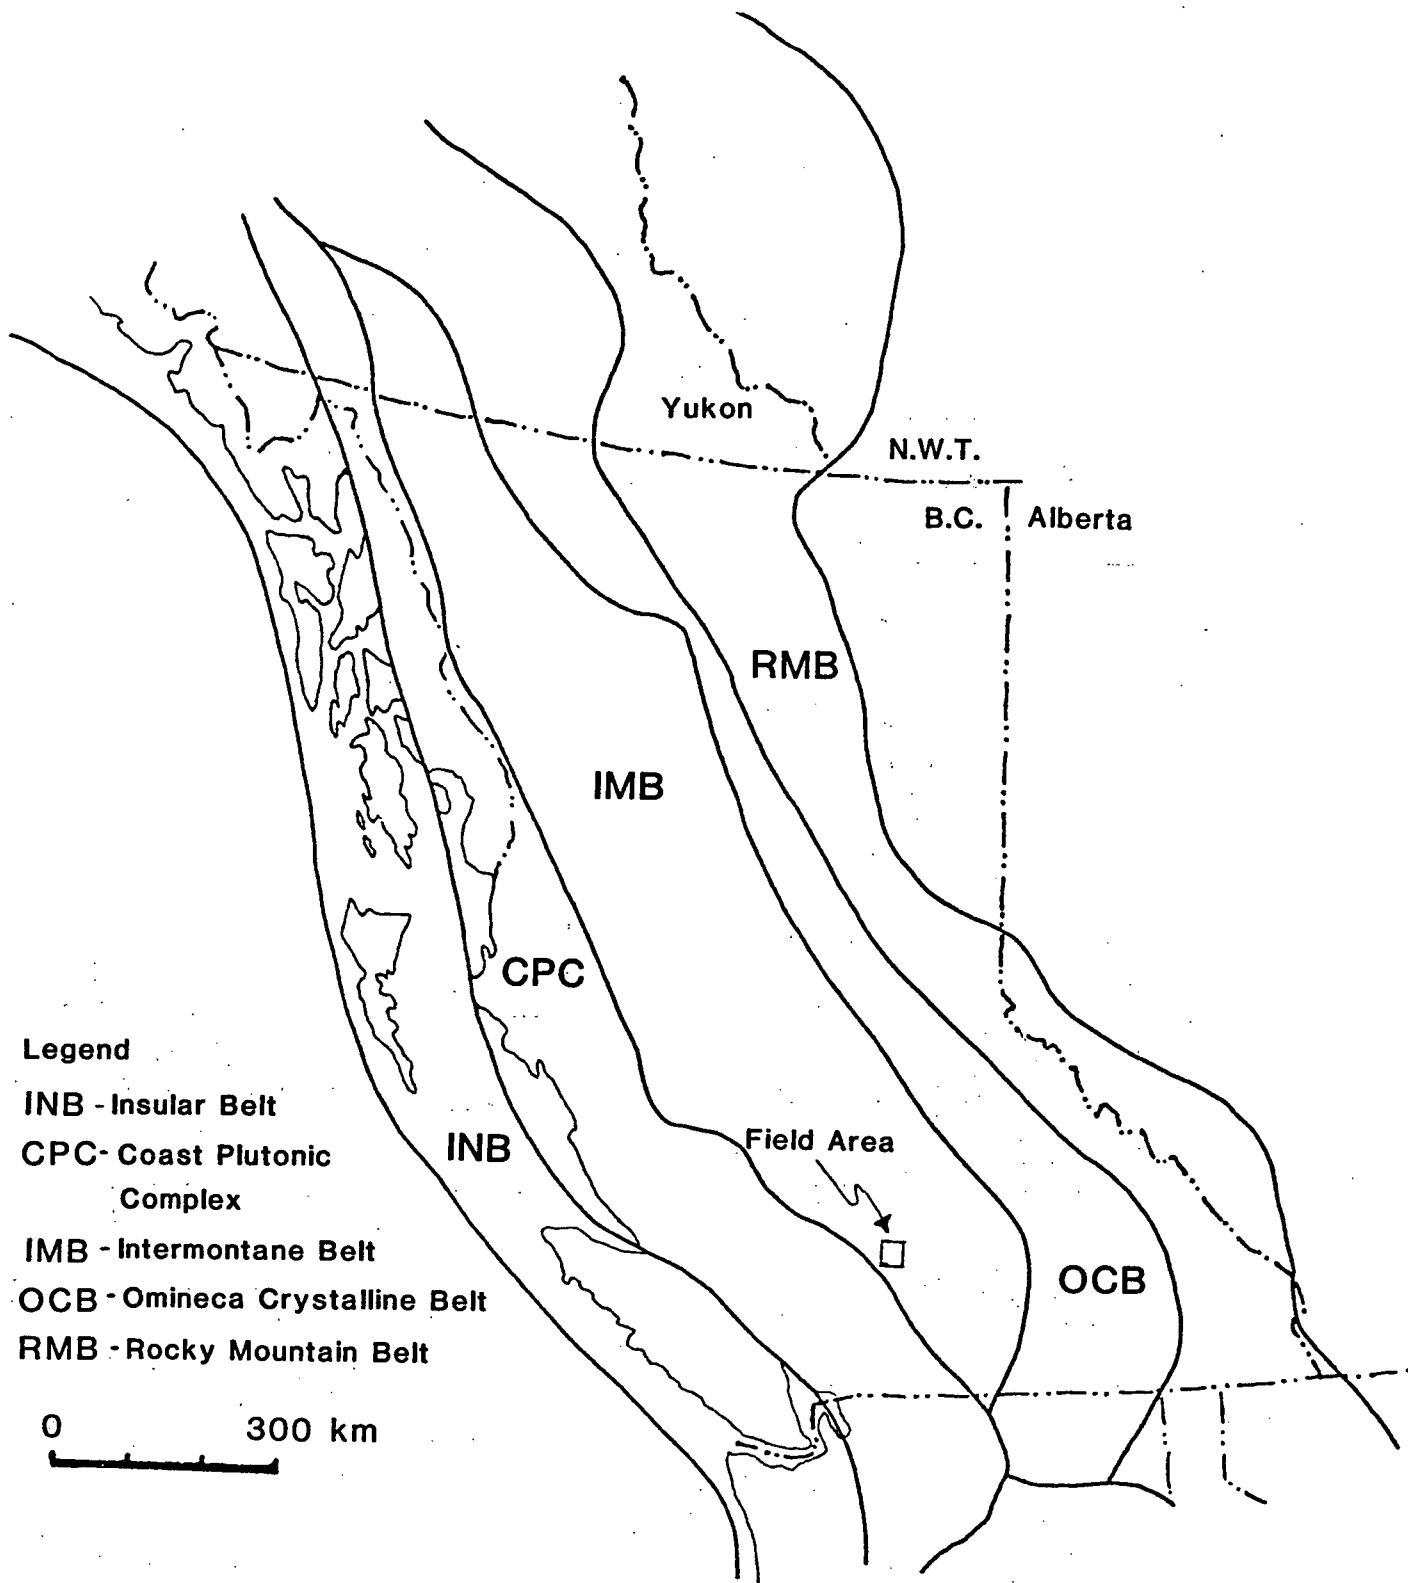 Yukon
N.W.T.
B.C.
Alberta
RMB
IMB
CPC
Legend
INB - Insular Belt
CPC - Coast Plutonic
Complex
IMB - Intermontane Belt
OCB - Omineca Crystalline Belt
RMB - Rocky Mountain Belt
INB
Field Area
OCB
0 300 km